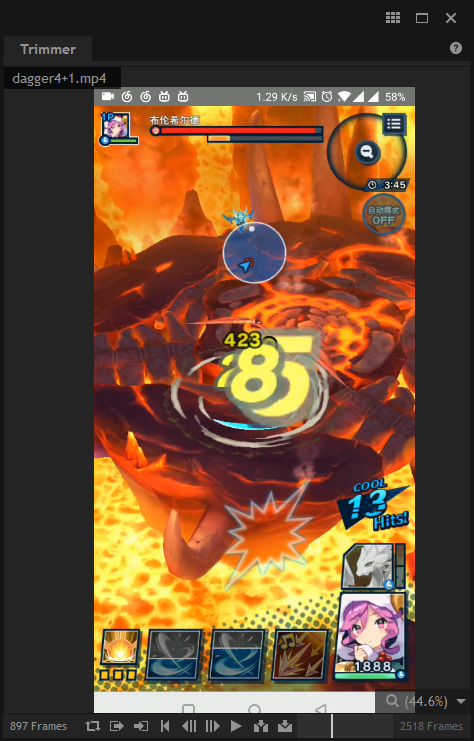 Trimmer
dagger4+1.mp4
1.29 K/s
58%
1P
布伦希尔德
3:45
自动模式
OFF
423
85
COOL
13
Hits!
1888
(44.6%)
897 Frames
2518 Frames